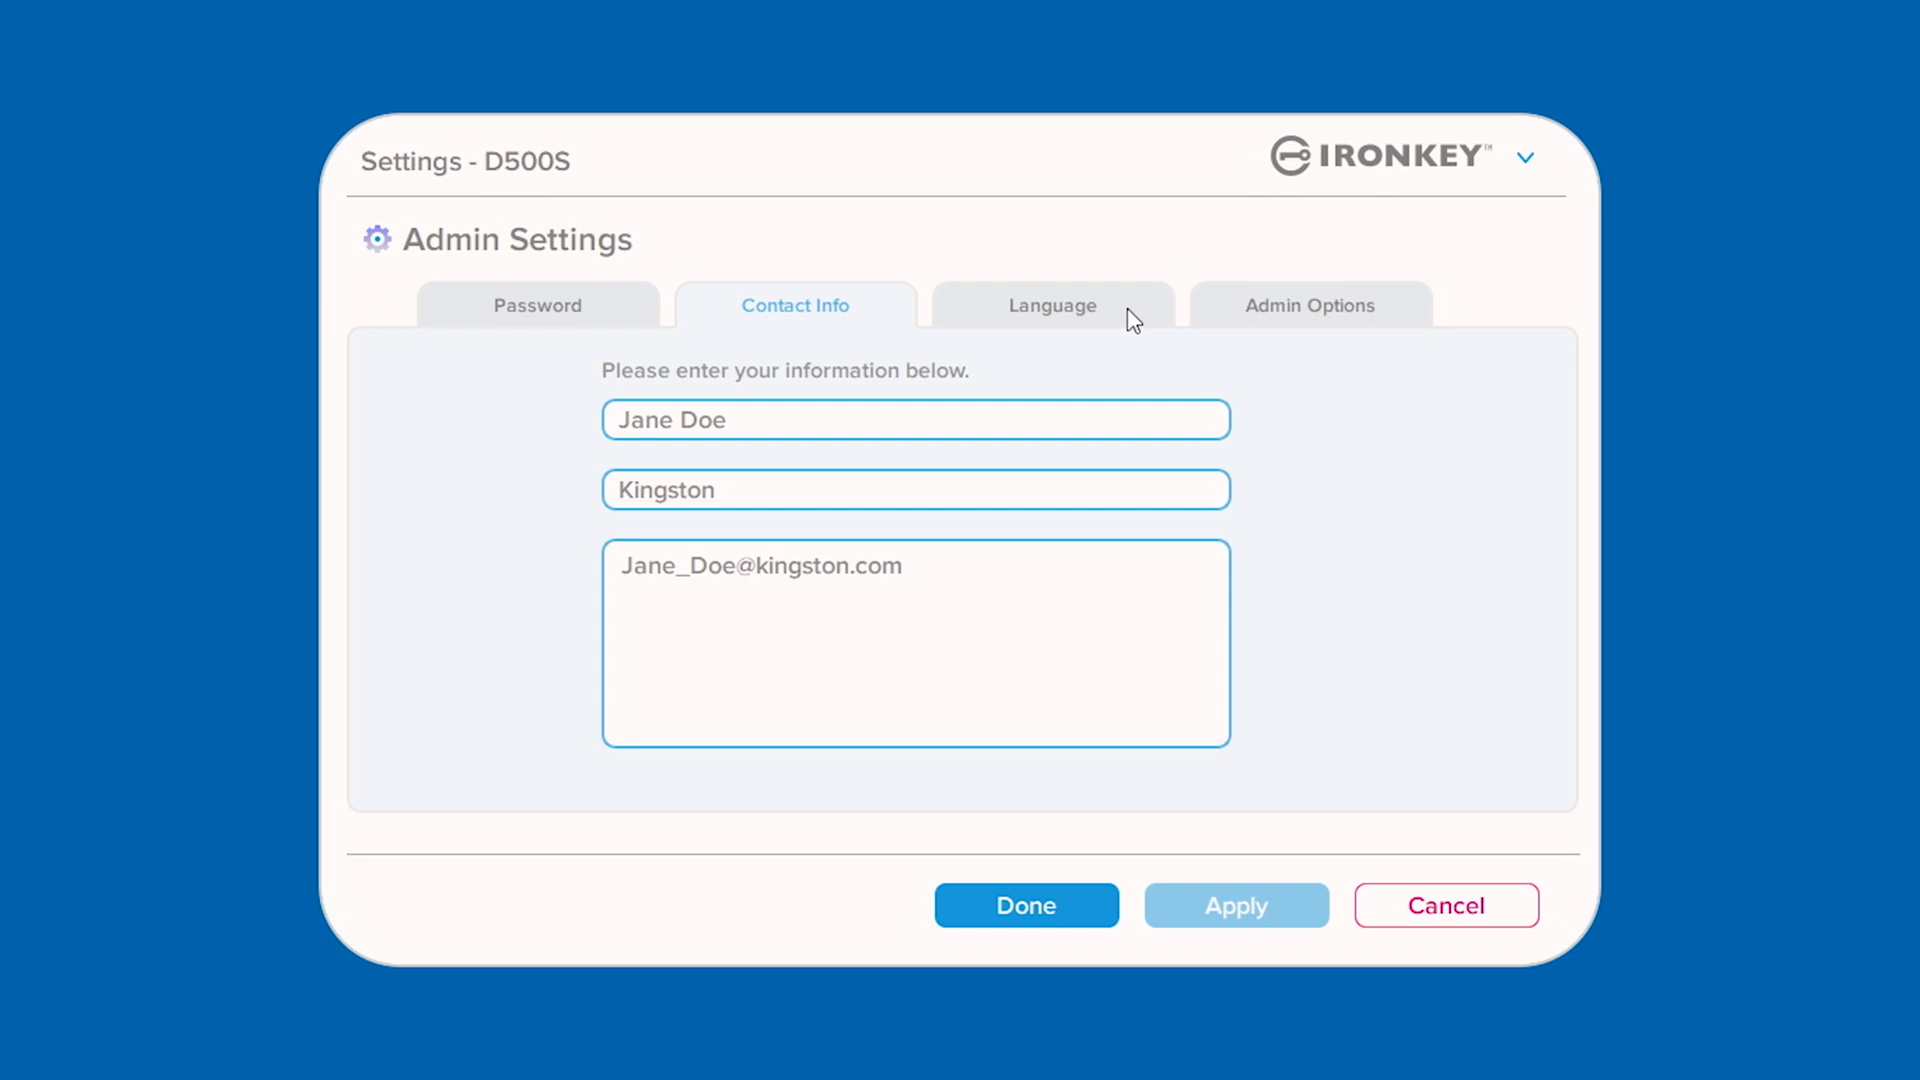 Settings - D500S
IRONKEY™
Admin Settings
Password
Contact Info
Language
Admin Options
Please enter your information below.
Jane Doe
Kingston
Jane_Doe@kingston.com
Done
Apply
Cancel